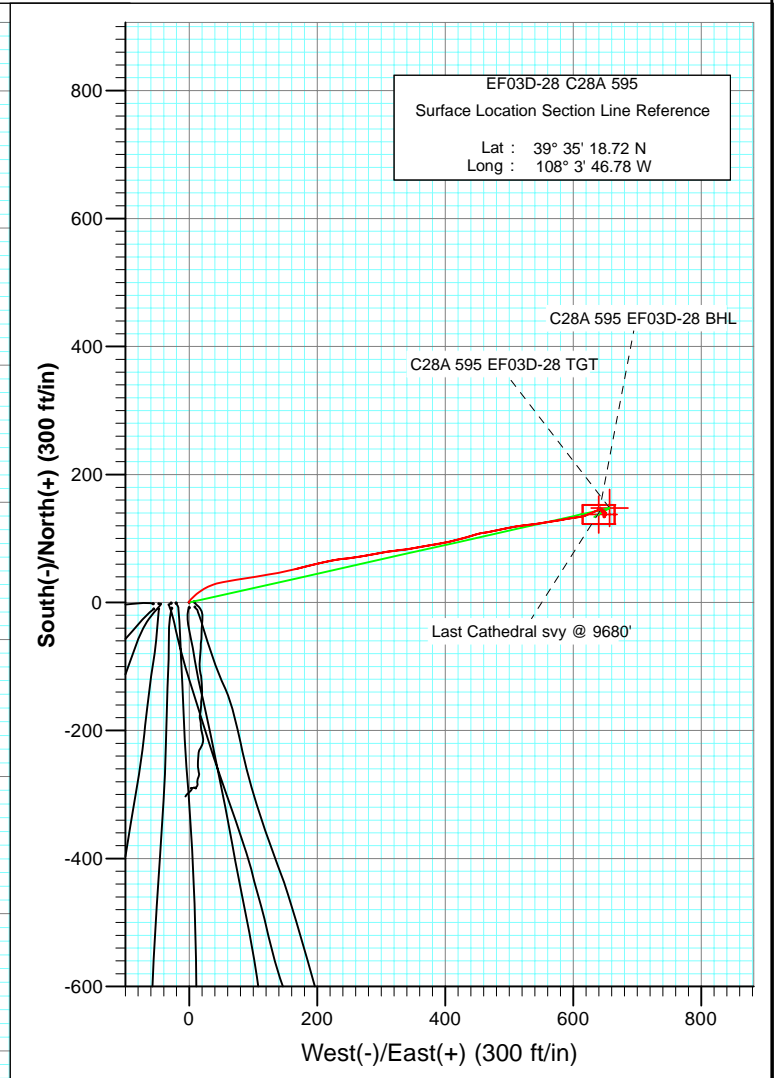 EF03D-28 C28A 595
Surface Location Section Line Reference
Lat : 39° 35' 18.72 N
Long : 108° 3' 46.78 W
C28A 595 EF03D-28 BHL
C28A 595 EF03D-28 TGT
Last Cathedral svy @ 9680'
South(-)/North(+) (300 ft/in)
800
600
400
200
0
-200
-400
-600
0
200
400
600
800
West(-)/East(+) (300 ft/in)